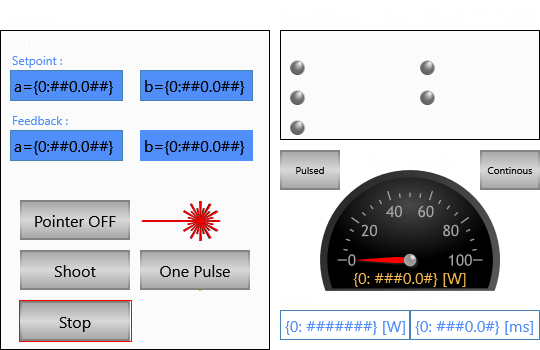 Setpoint :
a={0:##0.0##} b={0:##0.0##}
Feedback :
a={0:##0.0##} b={0:##0.0##}
Pointer OFF
Shoot One Pulse
Stop
Pulsed Continous
0 20 40 60 80 100
{0: ###0.0#} [W]
{0: #######} [W] {0: ###0.0#} [ms]